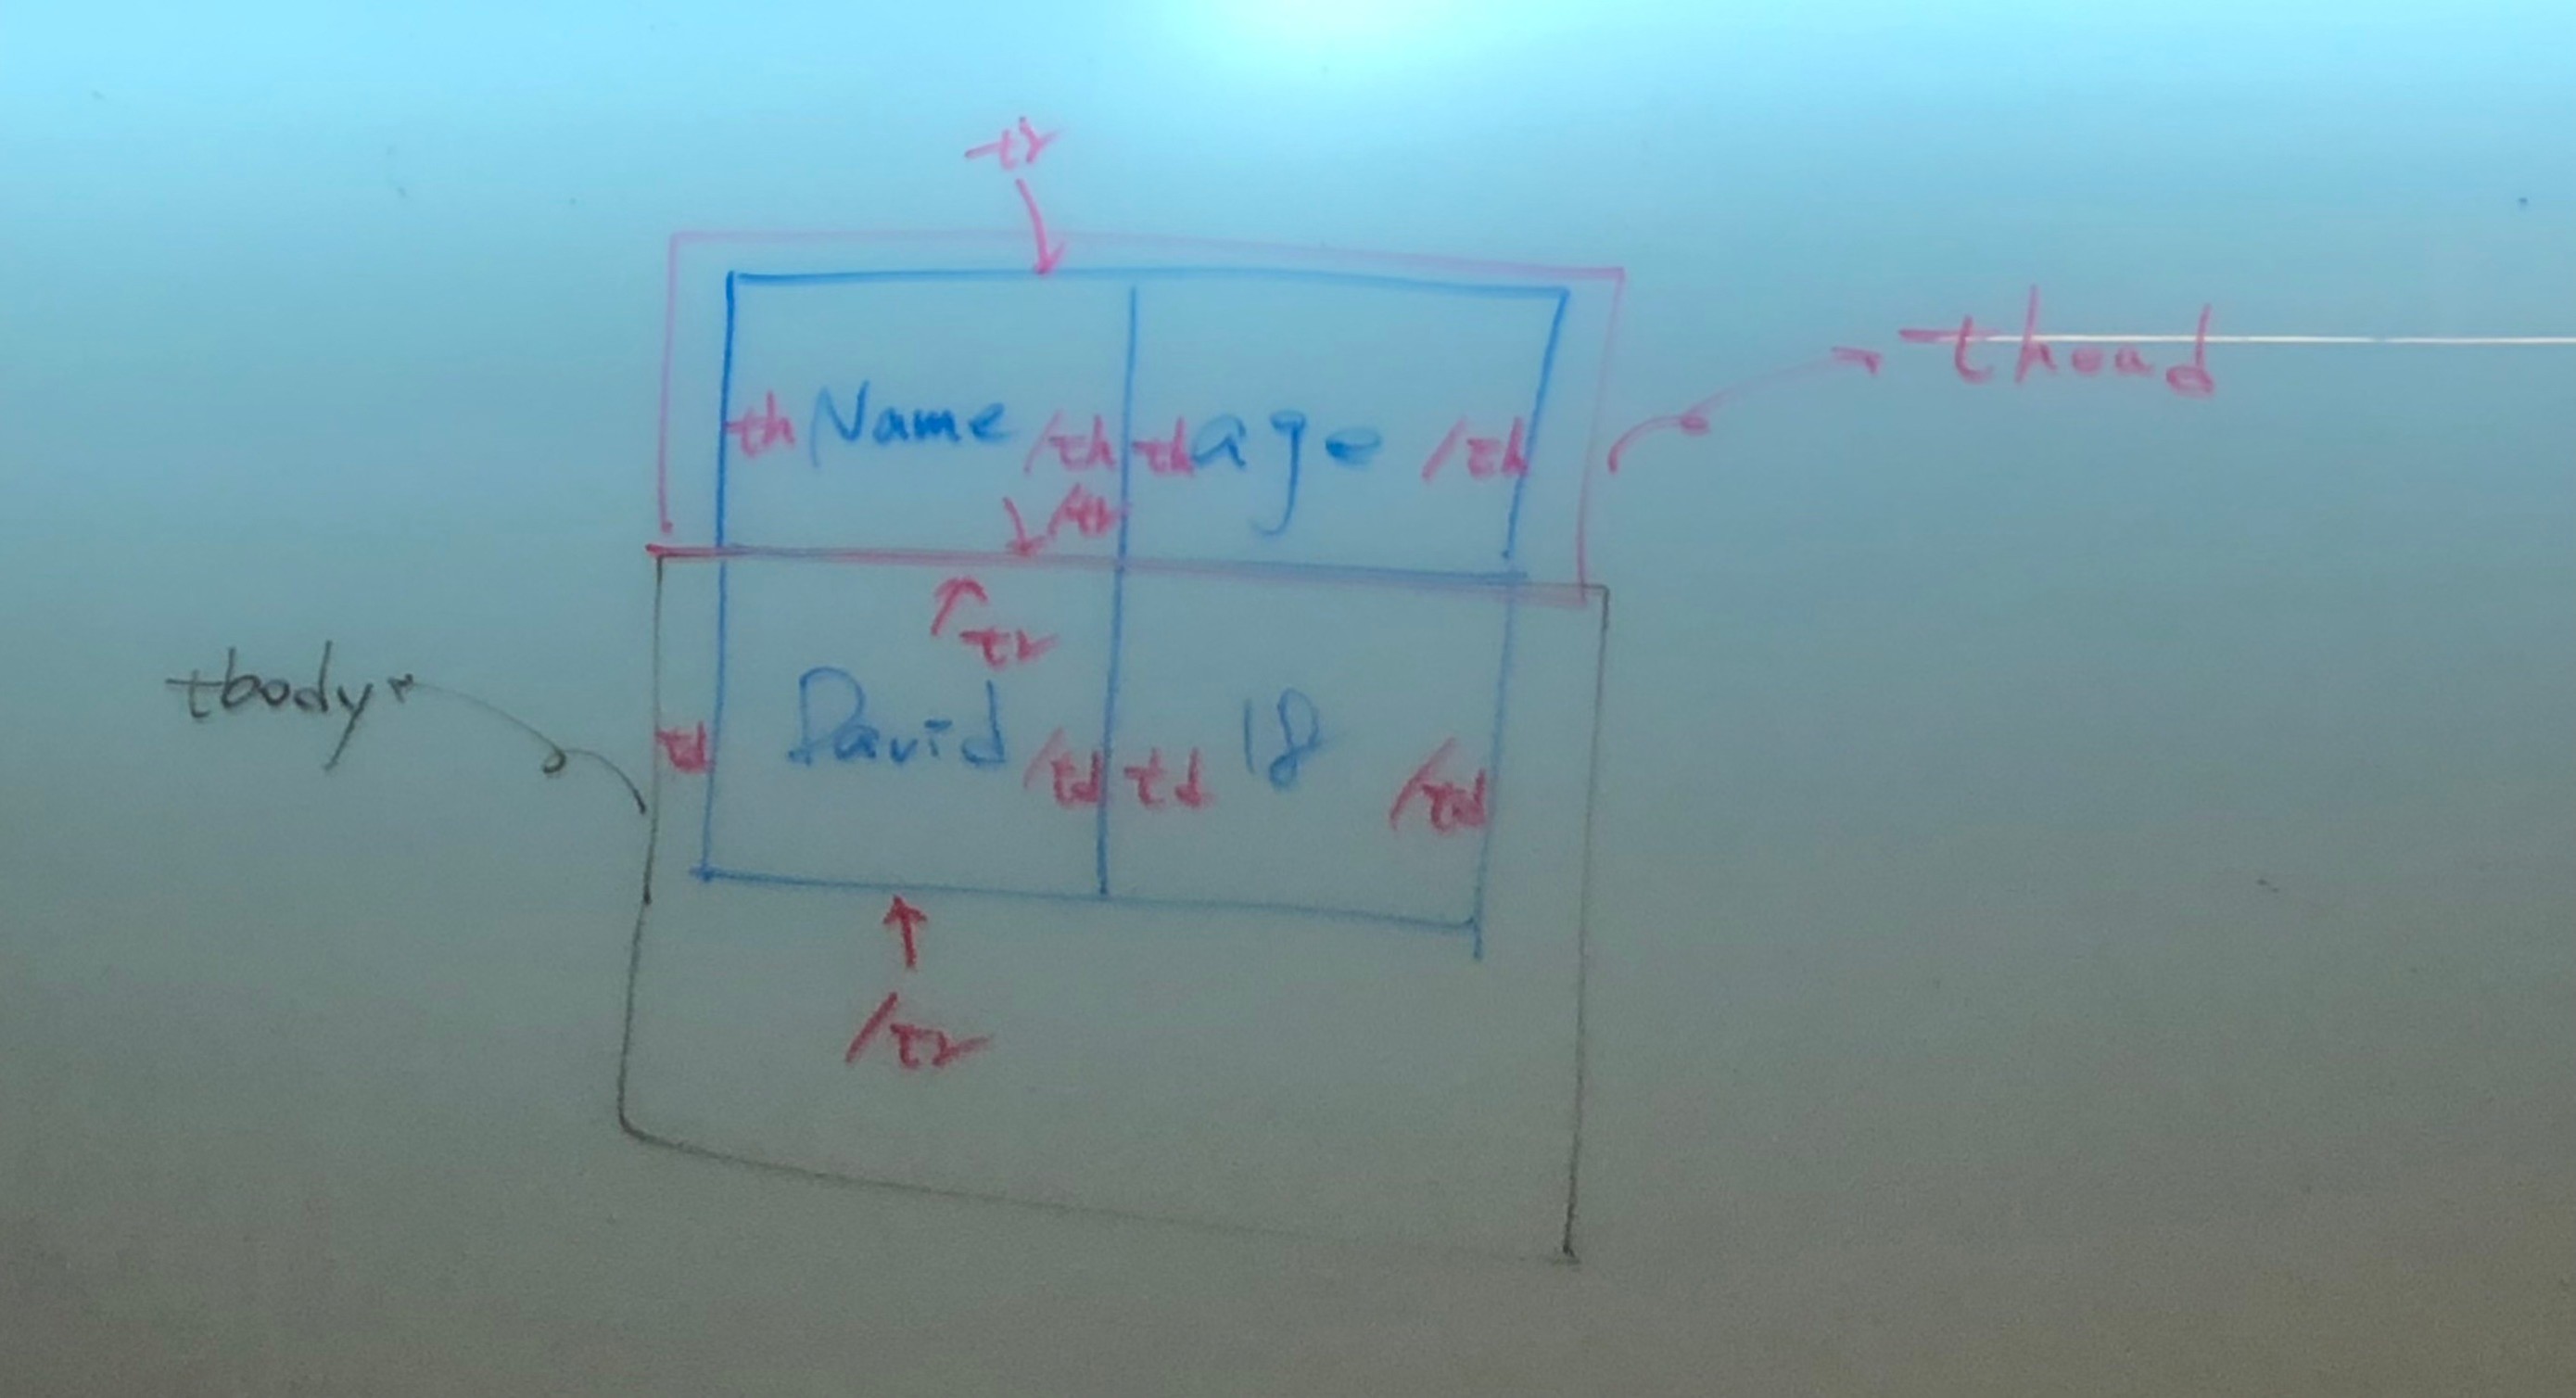 tr
thead
th Name /th th age /th
/tr
tr
tbody
td David /td td 18 /td
/tr